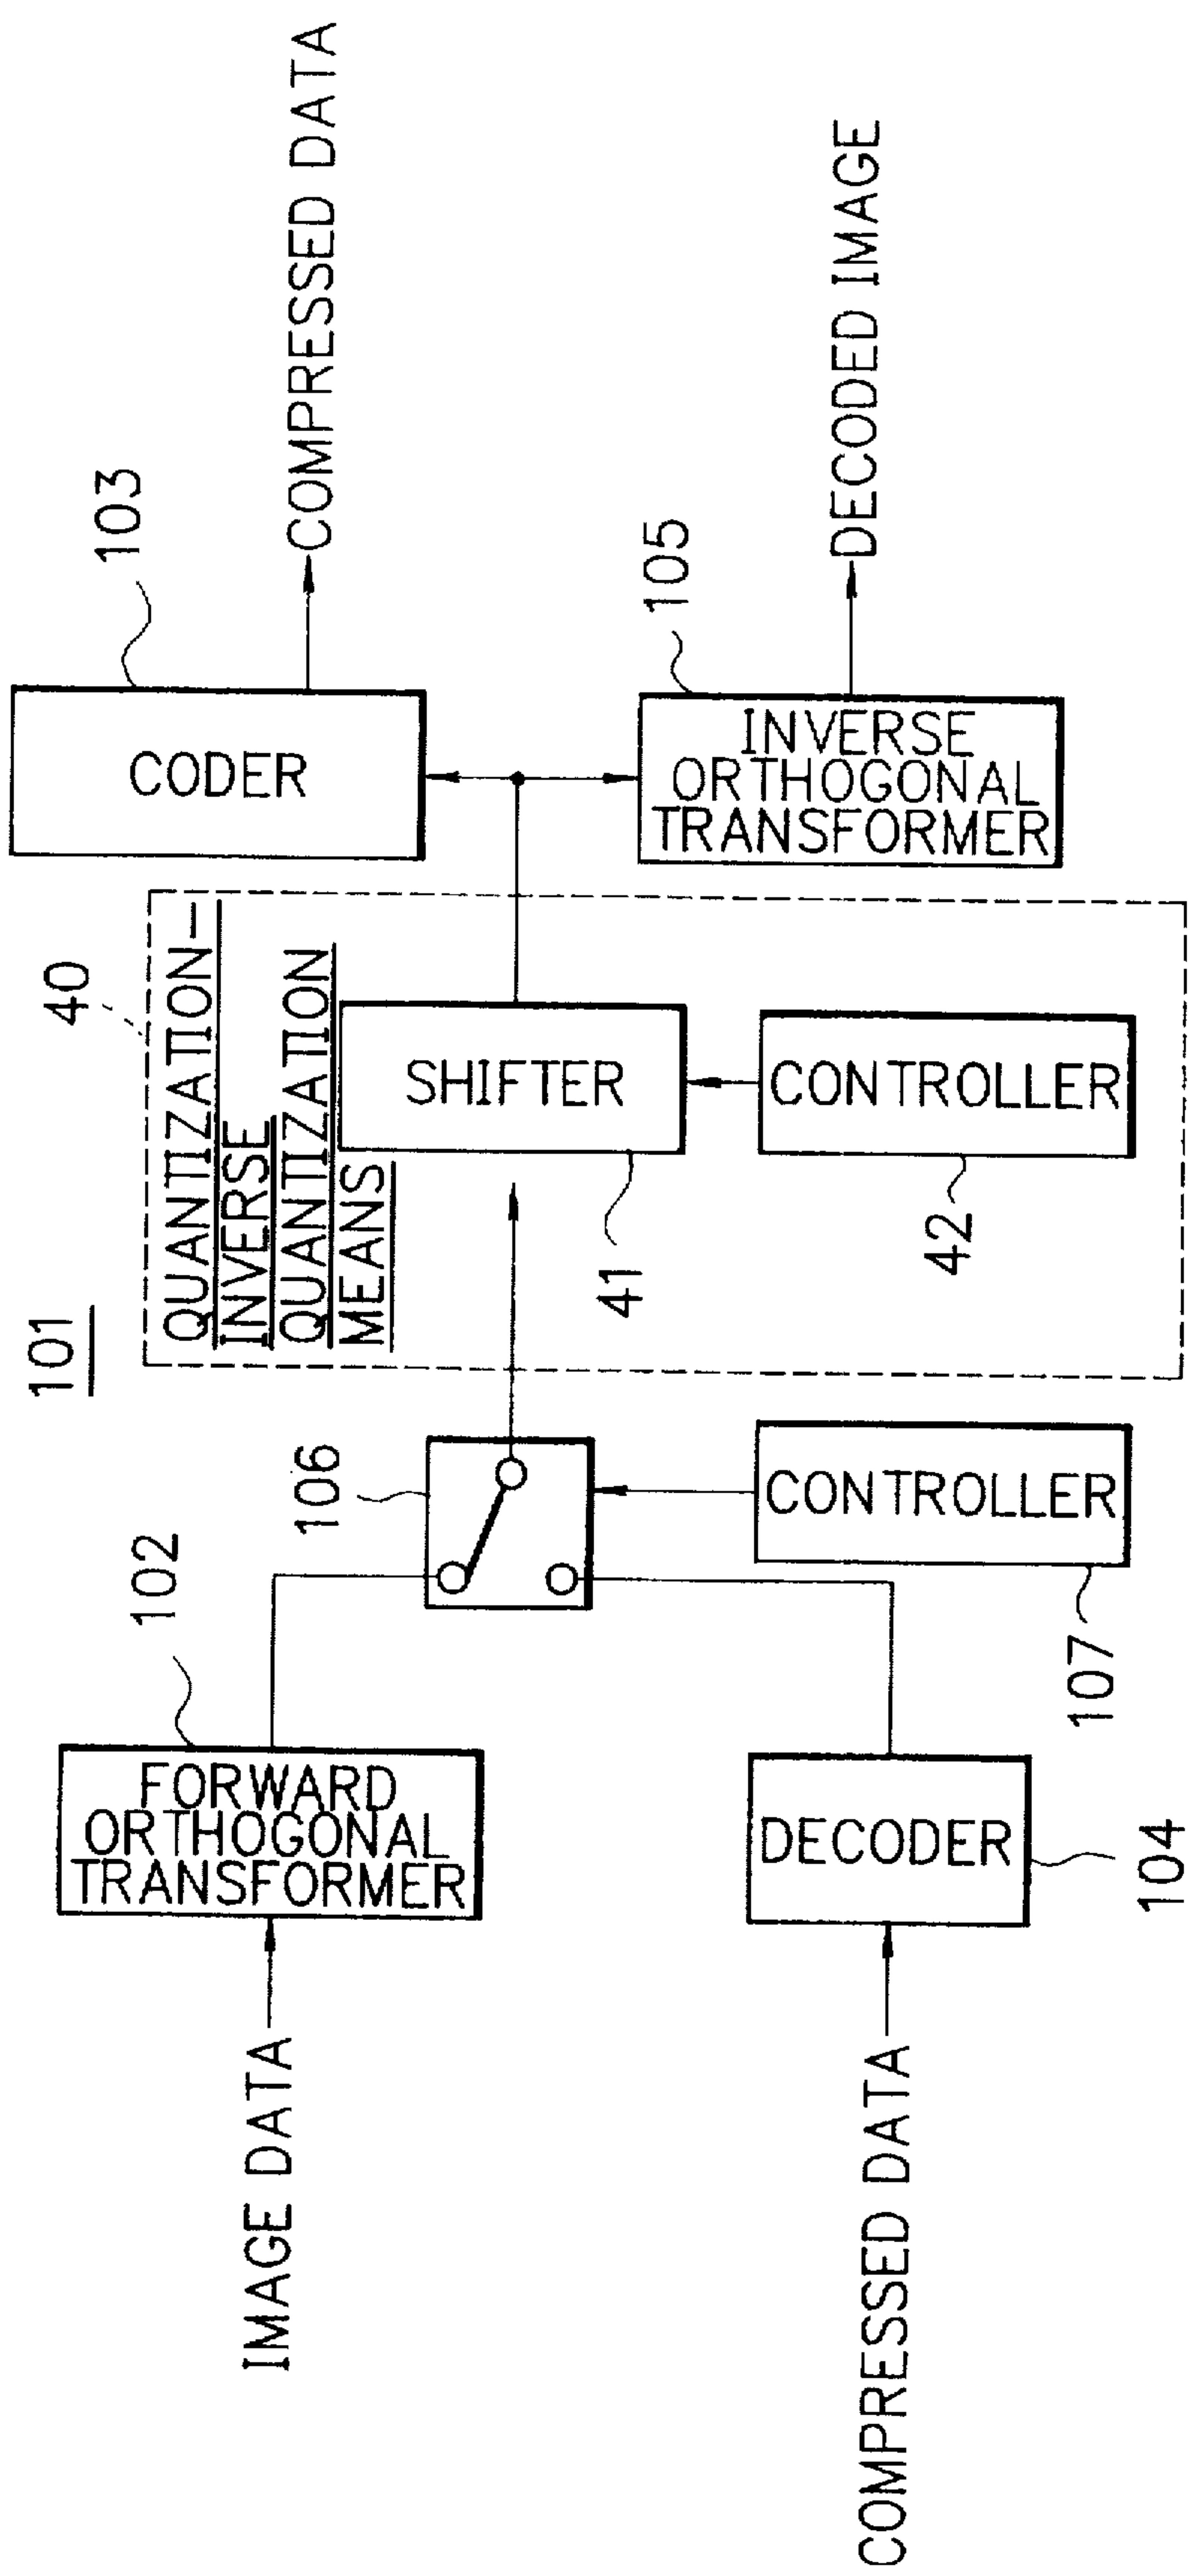 101
IMAGE DATA
102
FORWARD
ORTHOGONAL
TRANSFORMER
COMPRESSED DATA
DECODER
104
106
CONTROLLER
107
40
QUANTIZATION-
INVERSE
QUANTIZATION
MEANS
SHIFTER
41
CONTROLLER
42
103
CODER
COMPRESSED DATA
105
INVERSE
ORTHOGONAL
TRANSFORMER
DECODED IMAGE